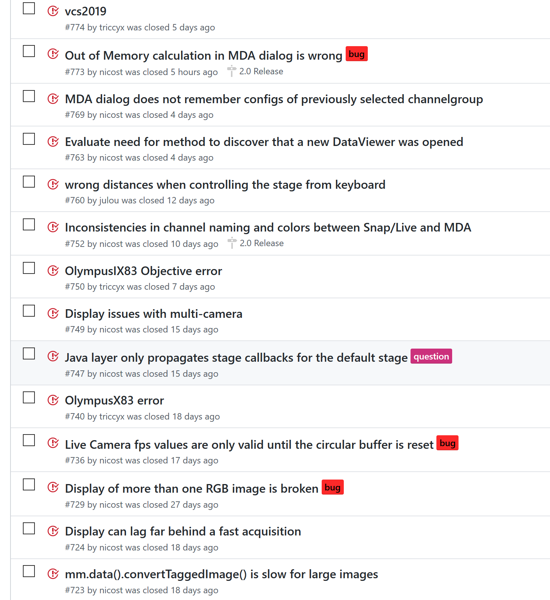 vcs2019
#774 by triccyx was closed 5 days ago
Out of Memory calculation in MDA dialog is wrong bug
#773 by nicost was closed 5 hours ago 2.0 Release
MDA dialog does not remember configs of previously selected channelgroup
#769 by nicost was closed 4 days ago
Evaluate need for method to discover that a new DataViewer was opened
#763 by nicost was closed 4 days ago
wrong distances when controlling the stage from keyboard
#760 by julou was closed 12 days ago
Inconsistencies in channel naming and colors between Snap/Live and MDA
#752 by nicost was closed 10 days ago 2.0 Release
OlympusIX83 Objective error
#750 by triccyx was closed 7 days ago
Display issues with multi-camera
#749 by nicost was closed 15 days ago
Java layer only propagates stage callbacks for the default stage question
#747 by nicost was closed 15 days ago
OlympusX83 error
#740 by triccyx was closed 18 days ago
Live Camera fps values are only valid until the circular buffer is reset bug
#736 by nicost was closed 17 days ago
Display of more than one RGB image is broken bug
#729 by nicost was closed 27 days ago
Display can lag far behind a fast acquisition
#724 by nicost was closed 18 days ago
mm.data().convertTaggedImage() is slow for large images
#723 by nicost was closed 18 days ago